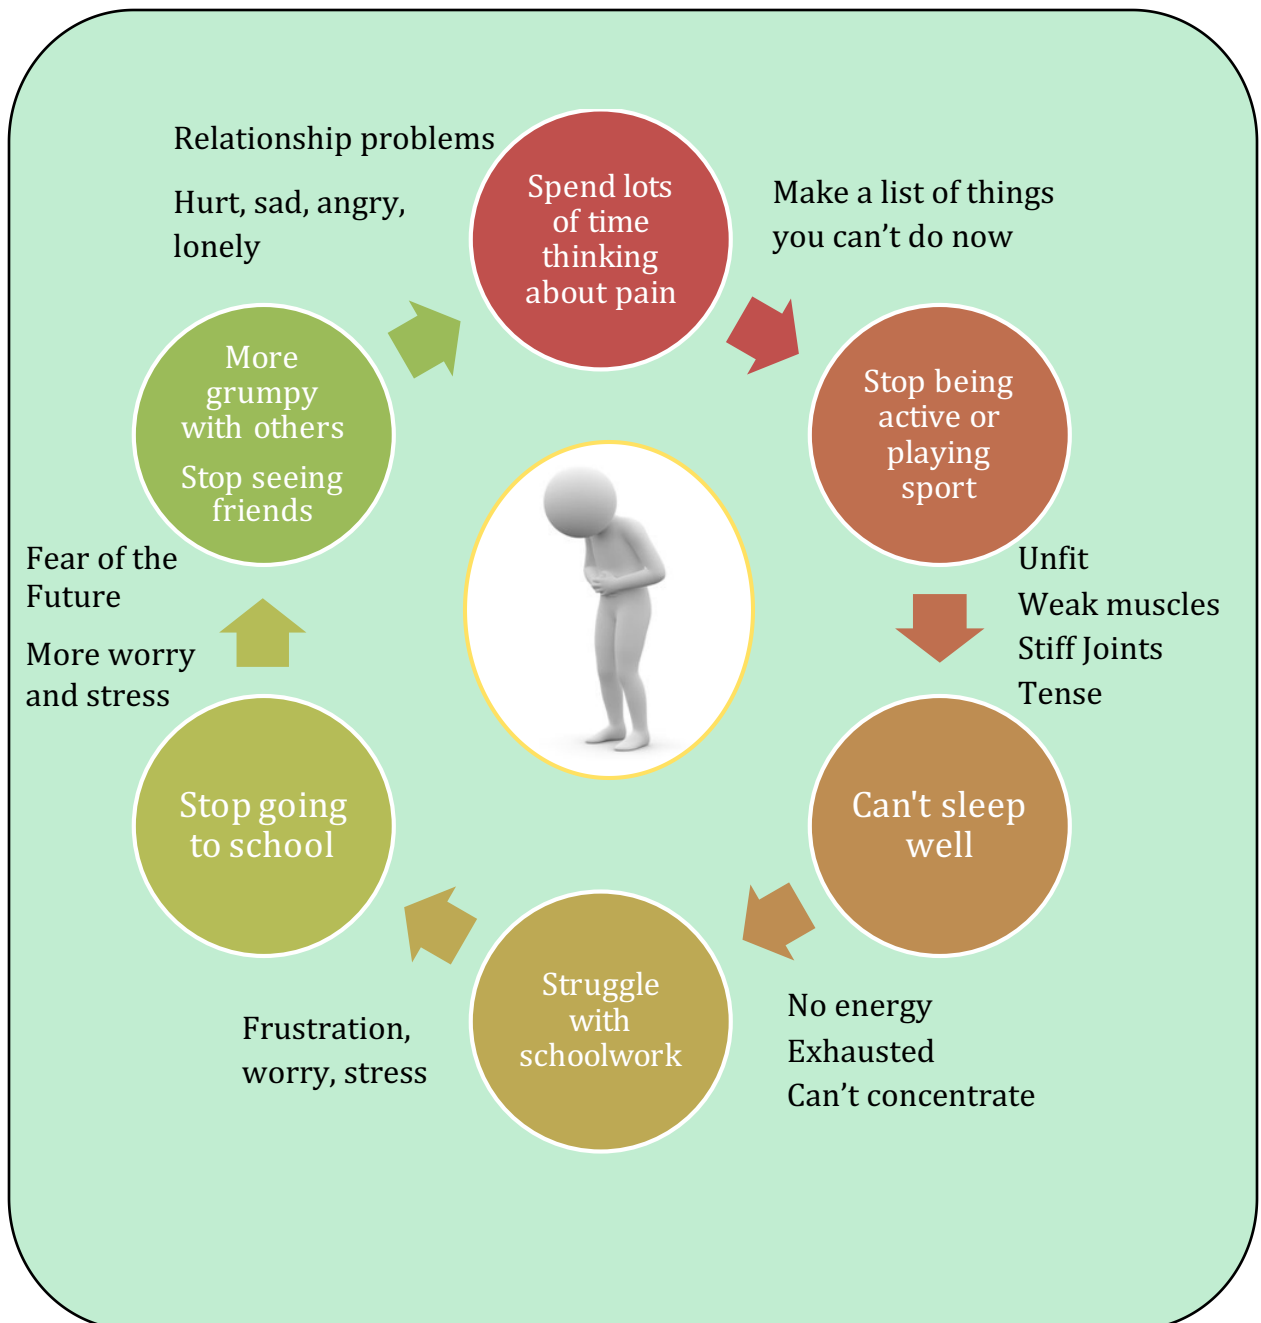 Relationship problems
Hurt, sad, angry,
lonely
Spend lots
of time
thinking
about pain
Make a list of things
you can’t do now
Stop being
active or
playing
sport
Unfit
Weak muscles
Stiff Joints
Tense
Can't sleep
well
No energy
Exhausted
Can’t concentrate
Struggle
with
schoolwork
Frustration,
worry, stress
Stop going
to school
Fear of the
Future
More worry
and stress
More
grumpy
with others
Stop seeing
friends